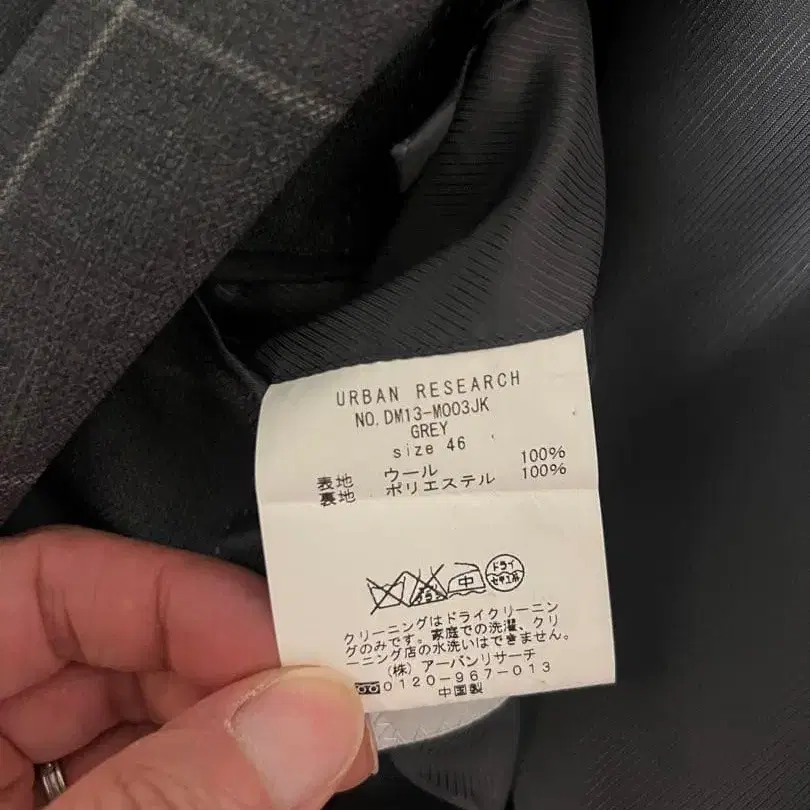 URBAN RESEARCH
NO.DM13-M003JK
GREY
size 46
表地 ウール 100%
裏地 ポリエステル 100%
中 ドライ セキユ系
クリーニングはドライクリーニン
グのみです。家庭での洗濯、クリ
ーニング店の水洗いはできません。
(株) アーバンリサーチ
0120-967-013
中国製